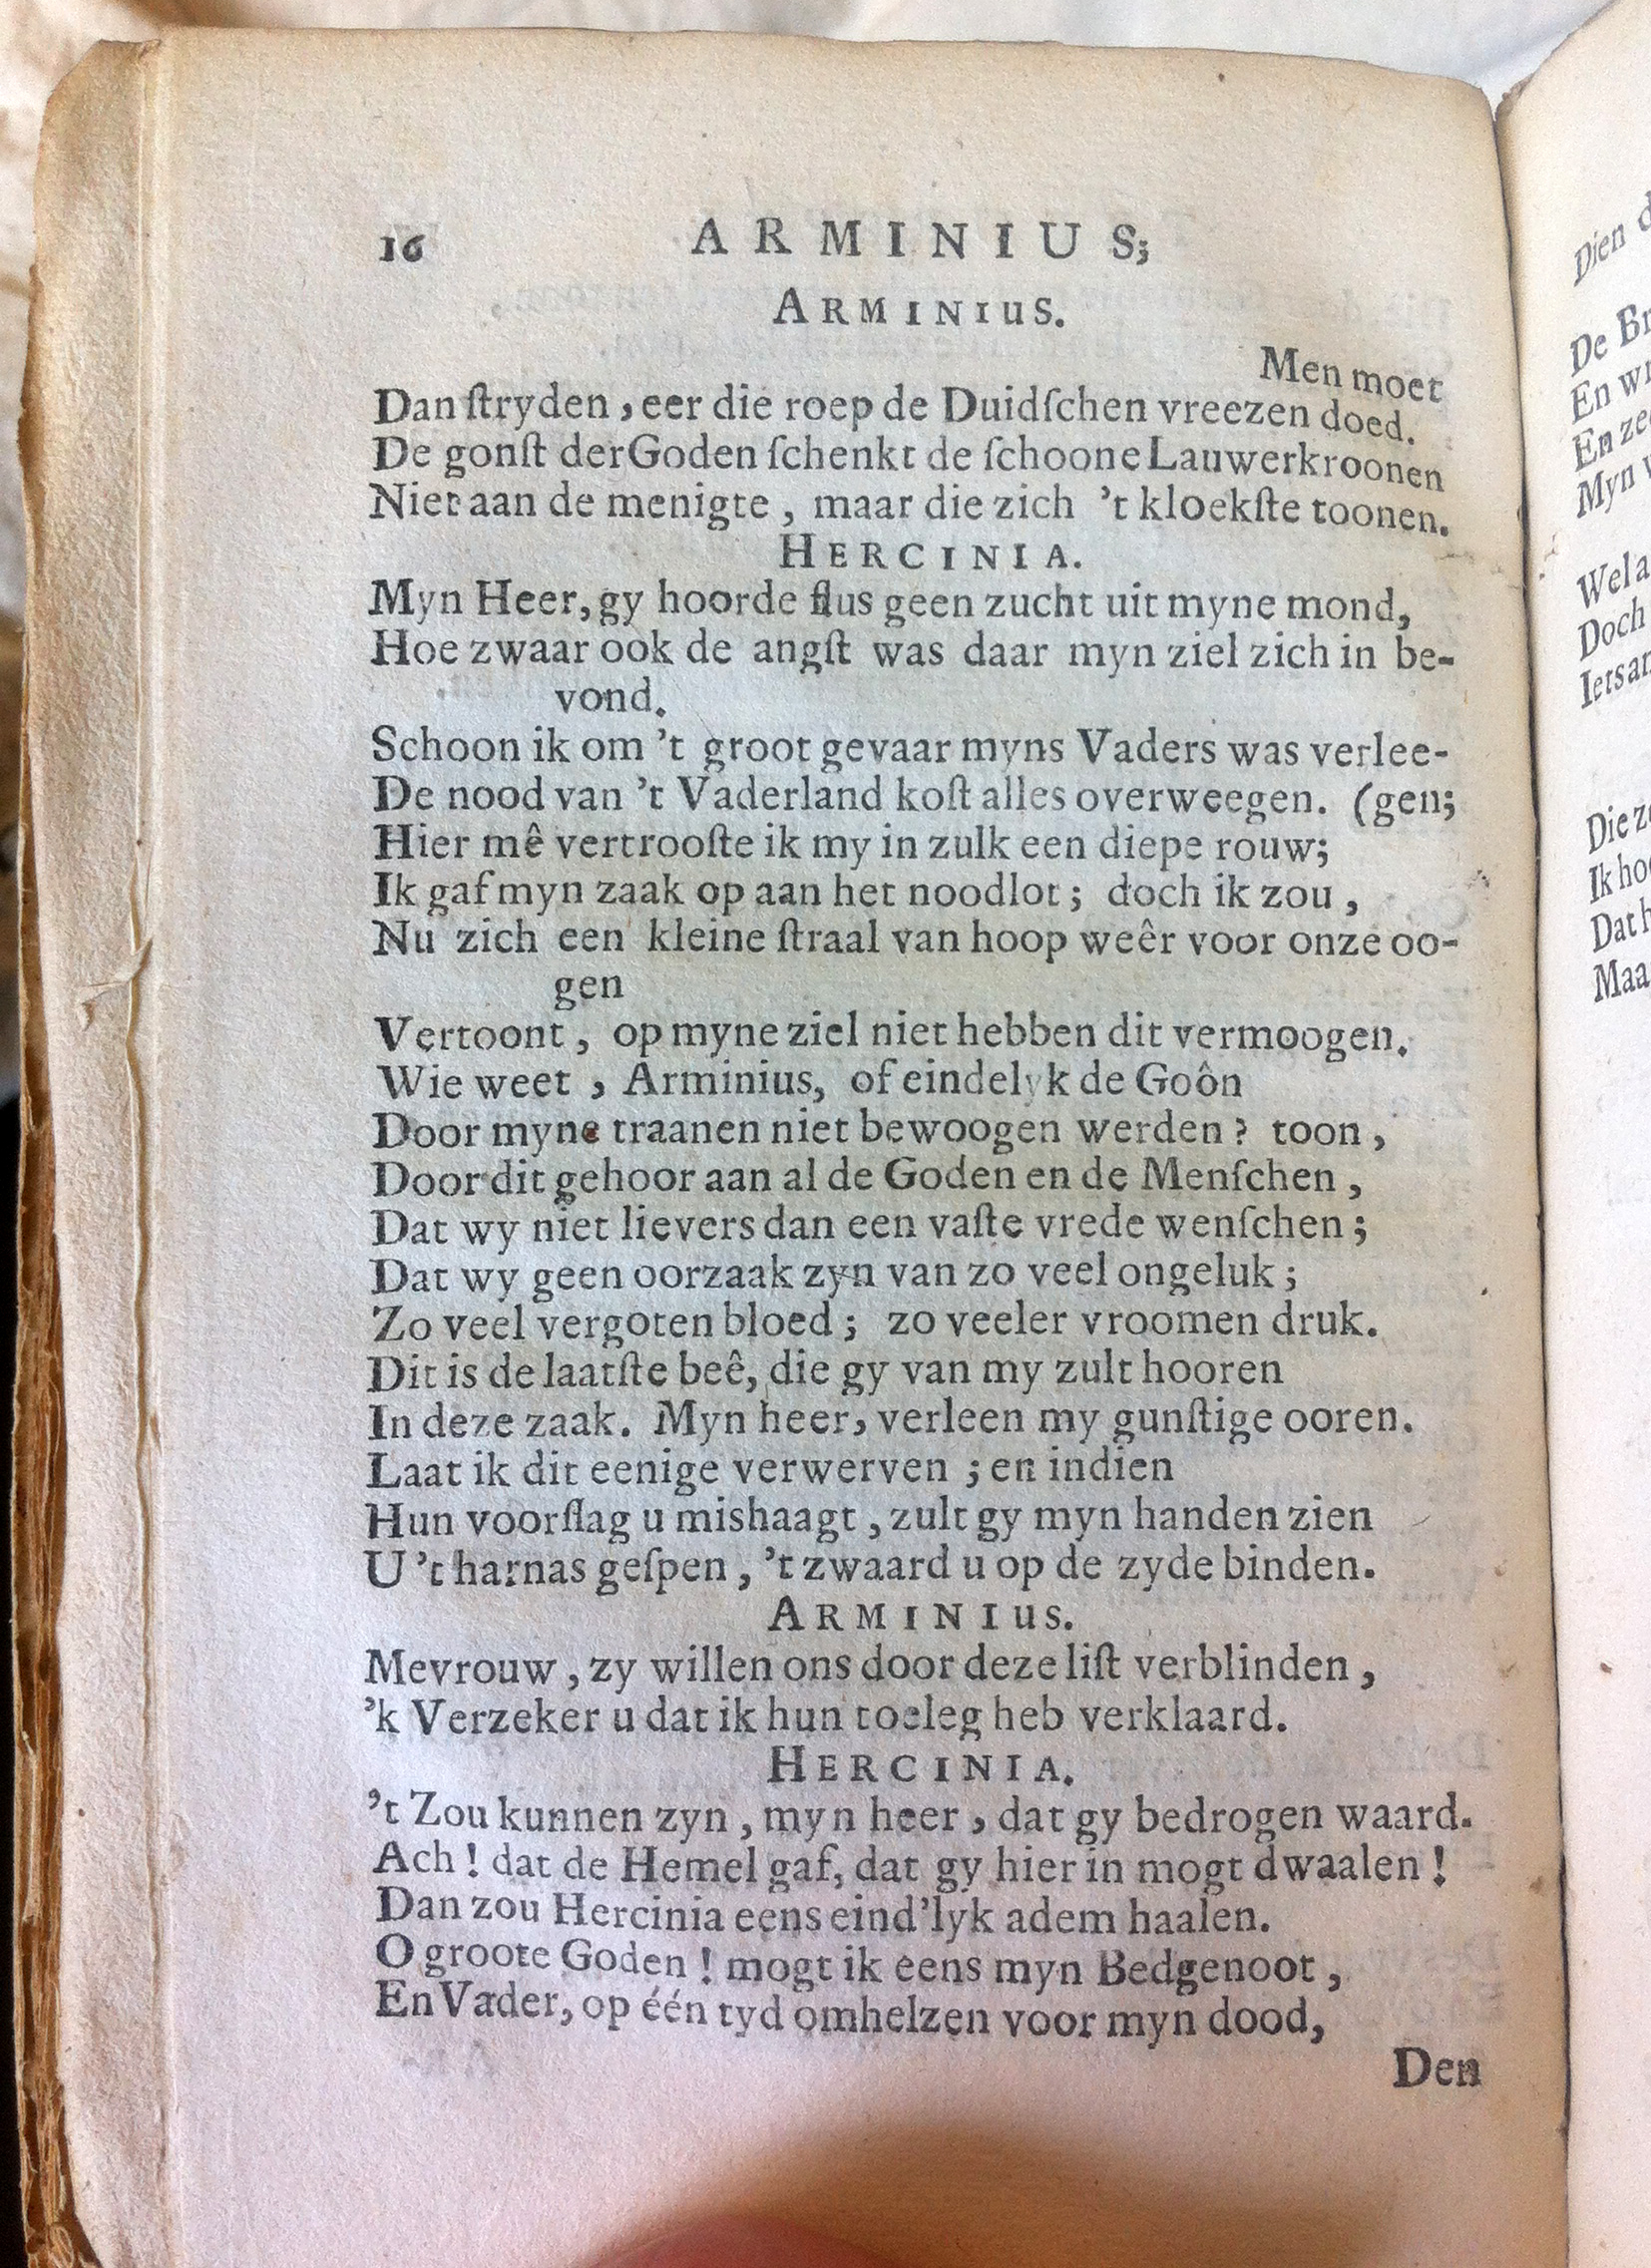 16 ARMINIUS;
ARMINIUS.
Men moet
Dan ſtryden, eer die roep de Duidſchen vreezen doed.
De gonſt der Goden ſchenkt de ſchoone Lauwerkroonen
Niet aan de menigte, maar die zich 't kloekſte toonen.
HERCINIA.
Myn Heer, gy hoorde flus geen zucht uit myne mond,
Hoe zwaar ook de angſt was daar myn ziel zich in be-
vond.
Schoon ik om 't groot gevaar myns Vaders was verlee-
De nood van 't Vaderland koſt alles overweegen. (gen;
Hier mê vertrooſte ik my in zulk een diepe rouw;
Ik gaf myn zaak op aan het noodlot; doch ik zou,
Nu zich een kleine ſtraal van hoop weêr voor onze oo-
gen
Vertoont, op myne ziel niet hebben dit vermoogen.
Wie weet, Arminius, of eindelyk de Goôn
Door myne traanen niet bewoogen werden? toon,
Door dit gehoor aan al de Goden en de Menſchen,
Dat wy niet lievers dan een vaſte vrede wenſchen;
Dat wy geen oorzaak zyn van zo veel ongeluk;
Zo veel vergoten bloed; zo veeler vroomen druk.
Dit is de laatſte beê, die gy van my zult hooren
In deze zaak. Myn heer, verleen my gunſtige ooren.
Laat ik dit eenige verwerven; en indien
Hun voorſlag u mishaagt, zult gy myn handen zien
U 't harnas geſpen, 't zwaard u op de zyde binden.
ARMINIUS.
Mevrouw, zy willen ons door deze liſt verblinden,
'k Verzeker u dat ik hun toeleg heb verklaard.
HERCINIA.
't Zou kunnen zyn, myn heer, dat gy bedrogen waard.
Ach! dat de Hemel gaf, dat gy hier in mogt dwaalen!
Dan zou Hercinia eens eind'lyk adem haalen.
O groote Goden! mogt ik eens myn Bedgenoot,
En Vader, op één tyd omhelzen voor myn dood,
Den
Dien
De
En
En
Myn
Wel
Doch
Iets
Die
Ik
Dat